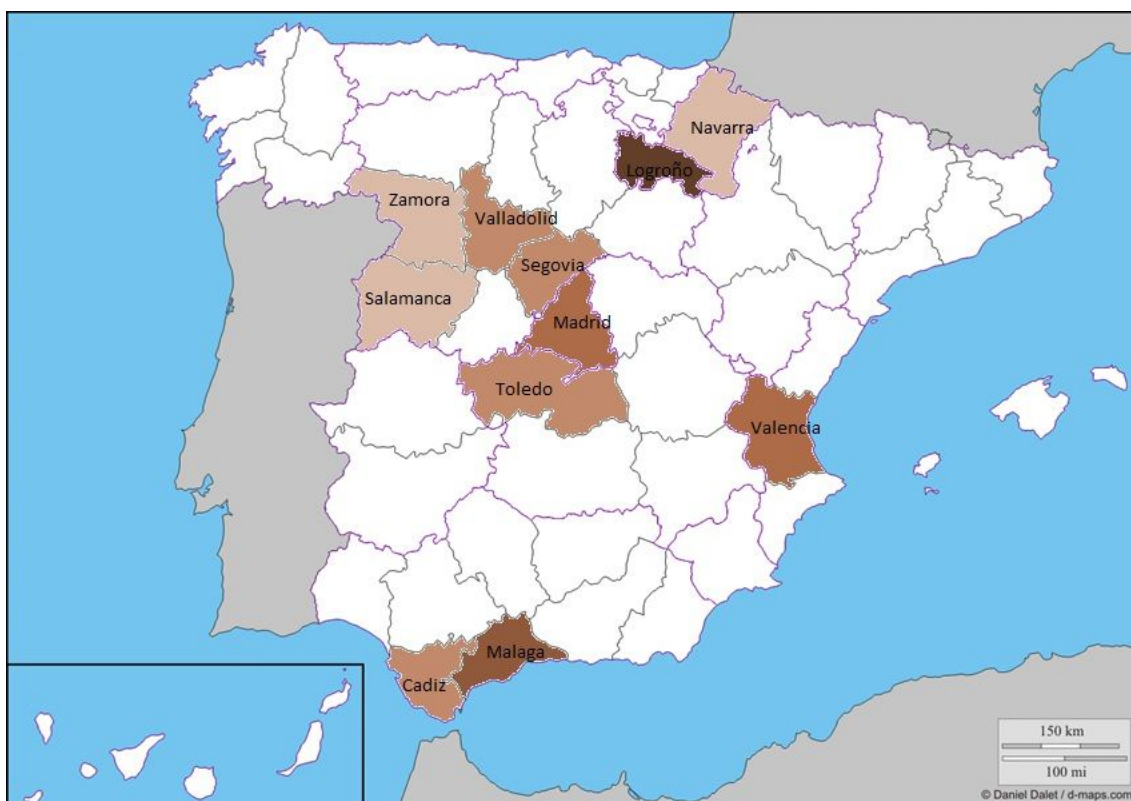 Navarra
Logroño
Zamora
Valladolid
Segovia
Salamanca
Madrid
Toledo
Valencia
Malaga
Cadiz
150 km
100 mi
© Daniel Dalet / d-maps.com